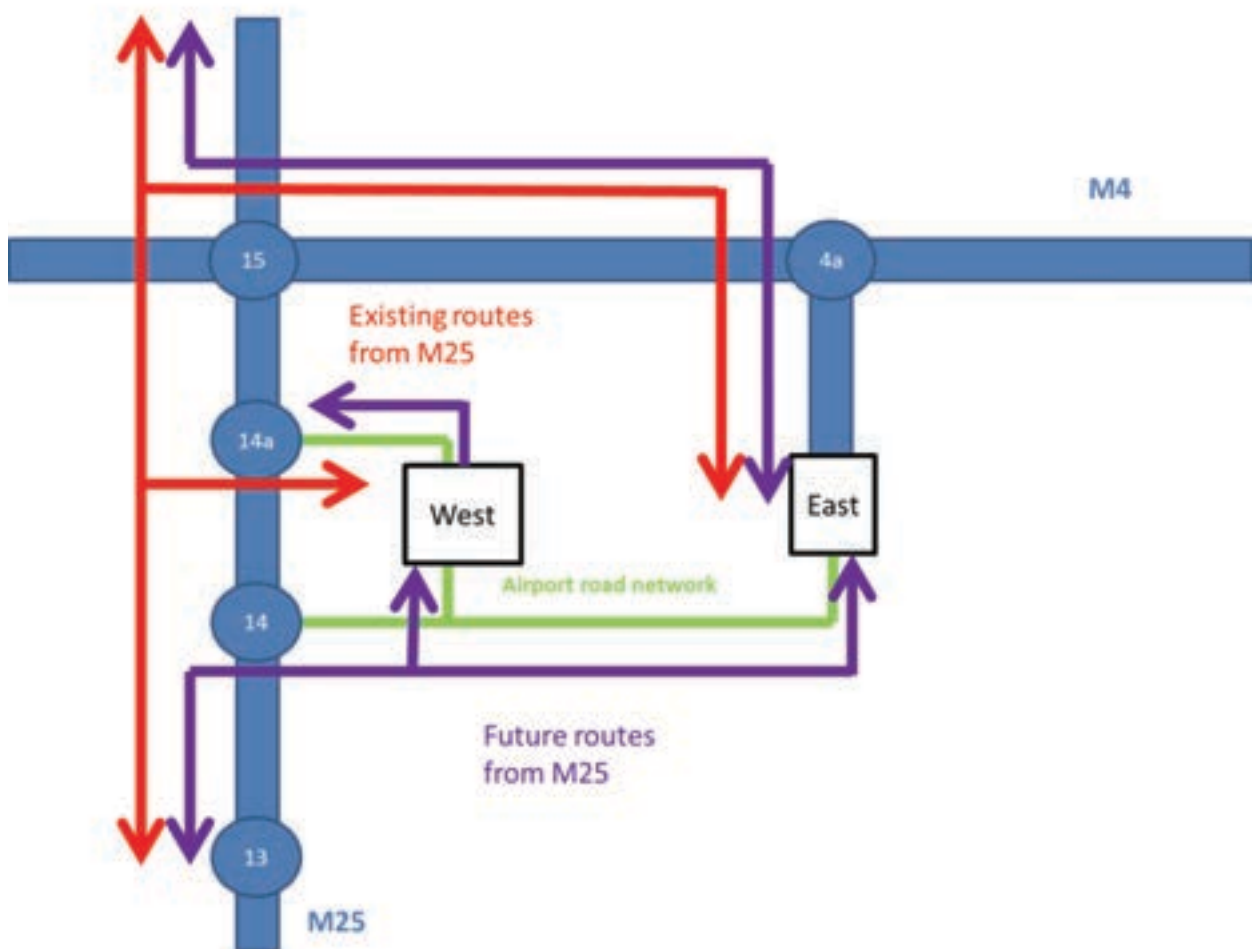 M4
15
4a
Existing routes
from M25
14a
West
East
Airport road network
14
Future routes
from M25
13
M25